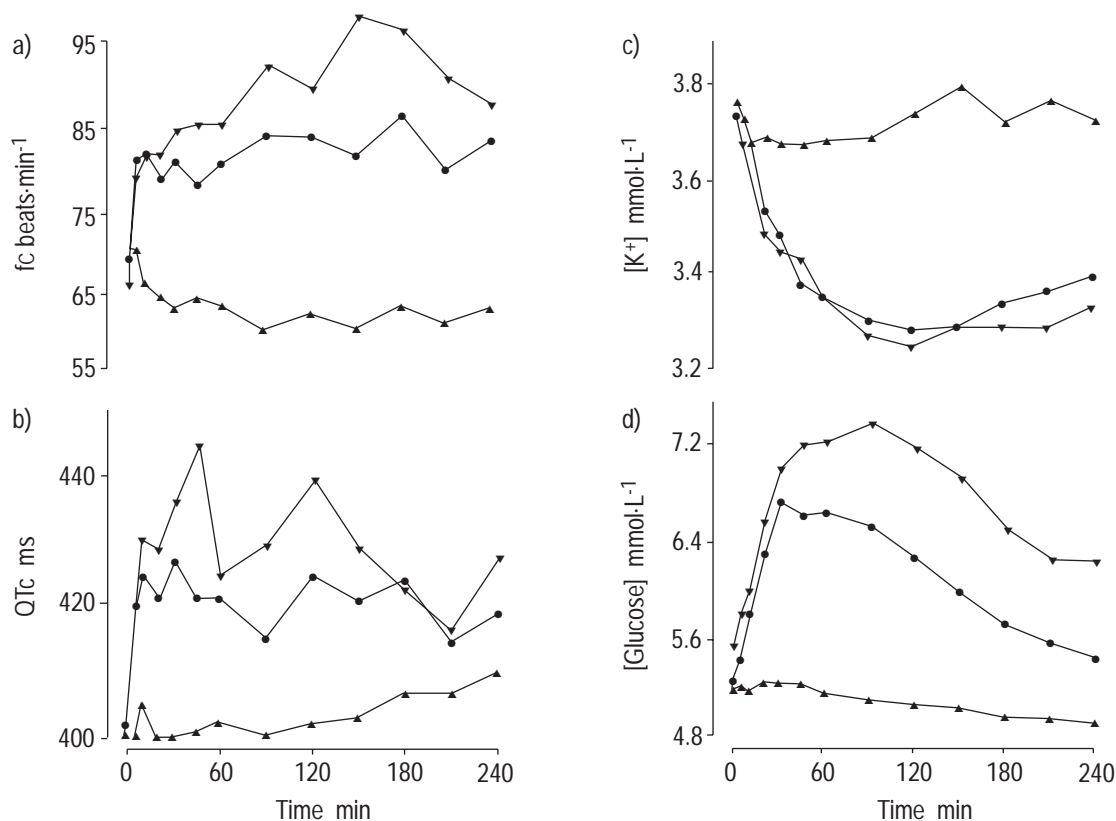 a)
95
85
75
65
55
fc beats·min-1
b)
440
420
400
QTc ms
0 60 120 180 240
Time min
c)
3.8
3.6
3.4
3.2
[K+] mmol·L-1
d)
7.2
6.4
5.6
4.8
[Glucose] mmol·L-1
0 60 120 180 240
Time min